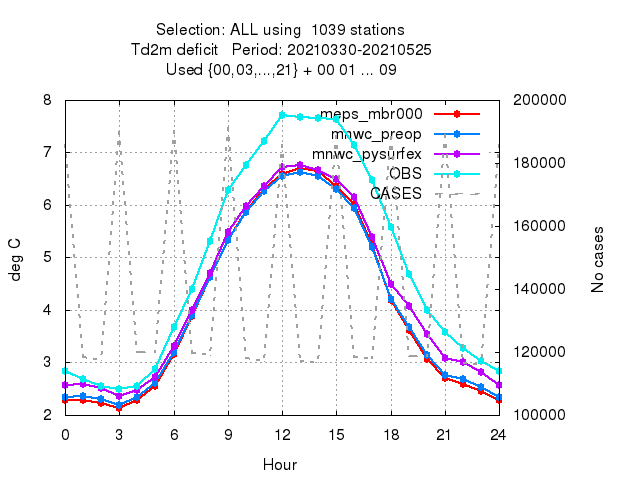 Selection: ALL using  1039 stations
Td2m deficit   Period: 20210330-20210525
Used {00,03,...,21} + 00 01 ... 09
8
7
6
5
4
3
2
200000
180000
160000
140000
120000
100000
meps_mbr000
mnwc_preop
mnwc_pysurfex
OBS
CASES
deg C
No cases
0 3 6 9 12 15 18 21 24
Hour